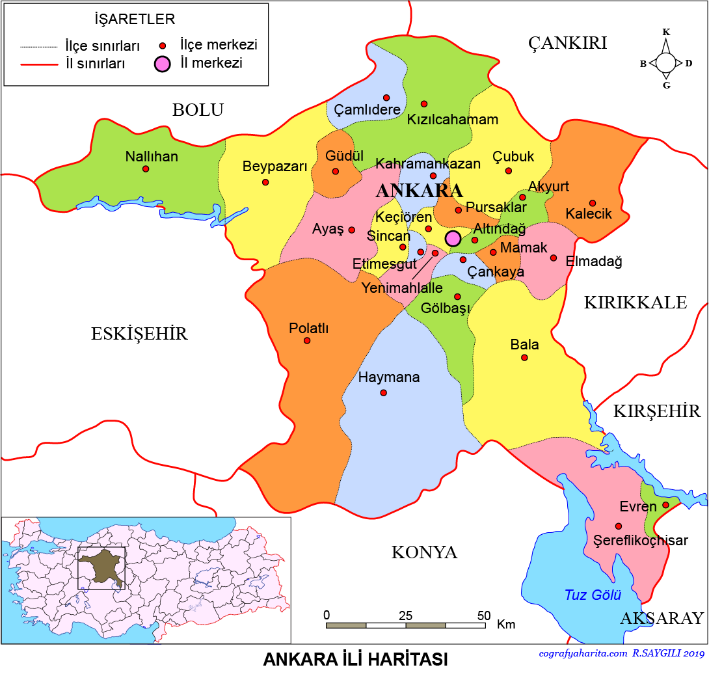 İŞARETLER
İlçe sınırları
İlçe merkezi
İl sınırları
İl merkezi
ÇANKIRI
K
B
D
G
BOLU
Çamlıdere
Kızılcahamam
Nallıhan
Beypazarı
Güdül
Kahramankazan
Çubuk
ANKARA
Akyurt
Pursaklar
Kalecik
Keçiören
Ayaş
Sincan
Altındağ
Mamak
Etimesgut
Çankaya
Elmadağ
Yenimahlalle
Gölbaşı
KIRIKKALE
ESKİŞEHİR
Polatlı
Bala
Haymana
KIRŞEHİR
Evren
Şereflikoçhisar
KONYA
Tuz Gölü
AKSARAY
0 25 50
Km
ANKARA İLİ HARİTASI
cografyaharita.com R.SAYGILI 2019